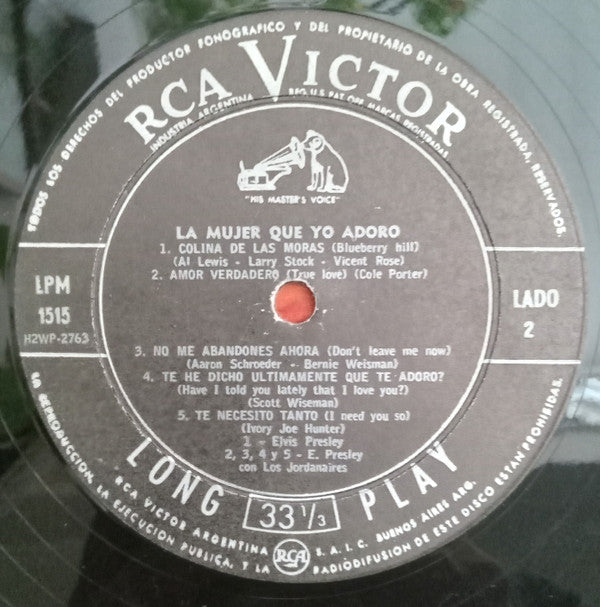 TODOS LOS DERECHOS DEL PRODUCTOR FONOGRAFICO Y DEL PROPIETARIO DE LA OBRA REGISTRADA, RESERVADOS.
RCA VICTOR
INDUSTRIA ARGENTINA
REG. U.S. PAT. OFF. MARCAS REGISTRADAS
"HIS MASTER'S VOICE"
LA MUJER QUE YO ADORO
1. COLINA DE LAS MORAS (Blueberry hill)
(Al Lewis - Larry Stock - Vicent Rose)
2. AMOR VERDADERO (True love) (Cole Porter)
LPM
1515
H2WP-2763
LADO
2
3. NO ME ABANDONES AHORA (Don't leave me now)
(Aaron Schroeder - Bernie Weisman)
4. TE HE DICHO ULTIMAMENTE QUE TE ADORO?
(Have I told you lately that I love you?)
(Scott Wiseman)
5. TE NECESITO TANTO (I need you so)
(Ivory Joe Hunter)
1 - Elvis Presley
2, 3, 4 y 5 - E. Presley
con Los Jordanaires
LONG PLAY
33 1/3
RCA VICTOR ARGENTINA S. A. I. C. BUENOS AIRES ARG.
RCA
LA REPRODUCCION, LA EJECUCION PUBLICA, Y LA RADIODIFUSION DE ESTE DISCO ESTAN PROHIBIDAS.